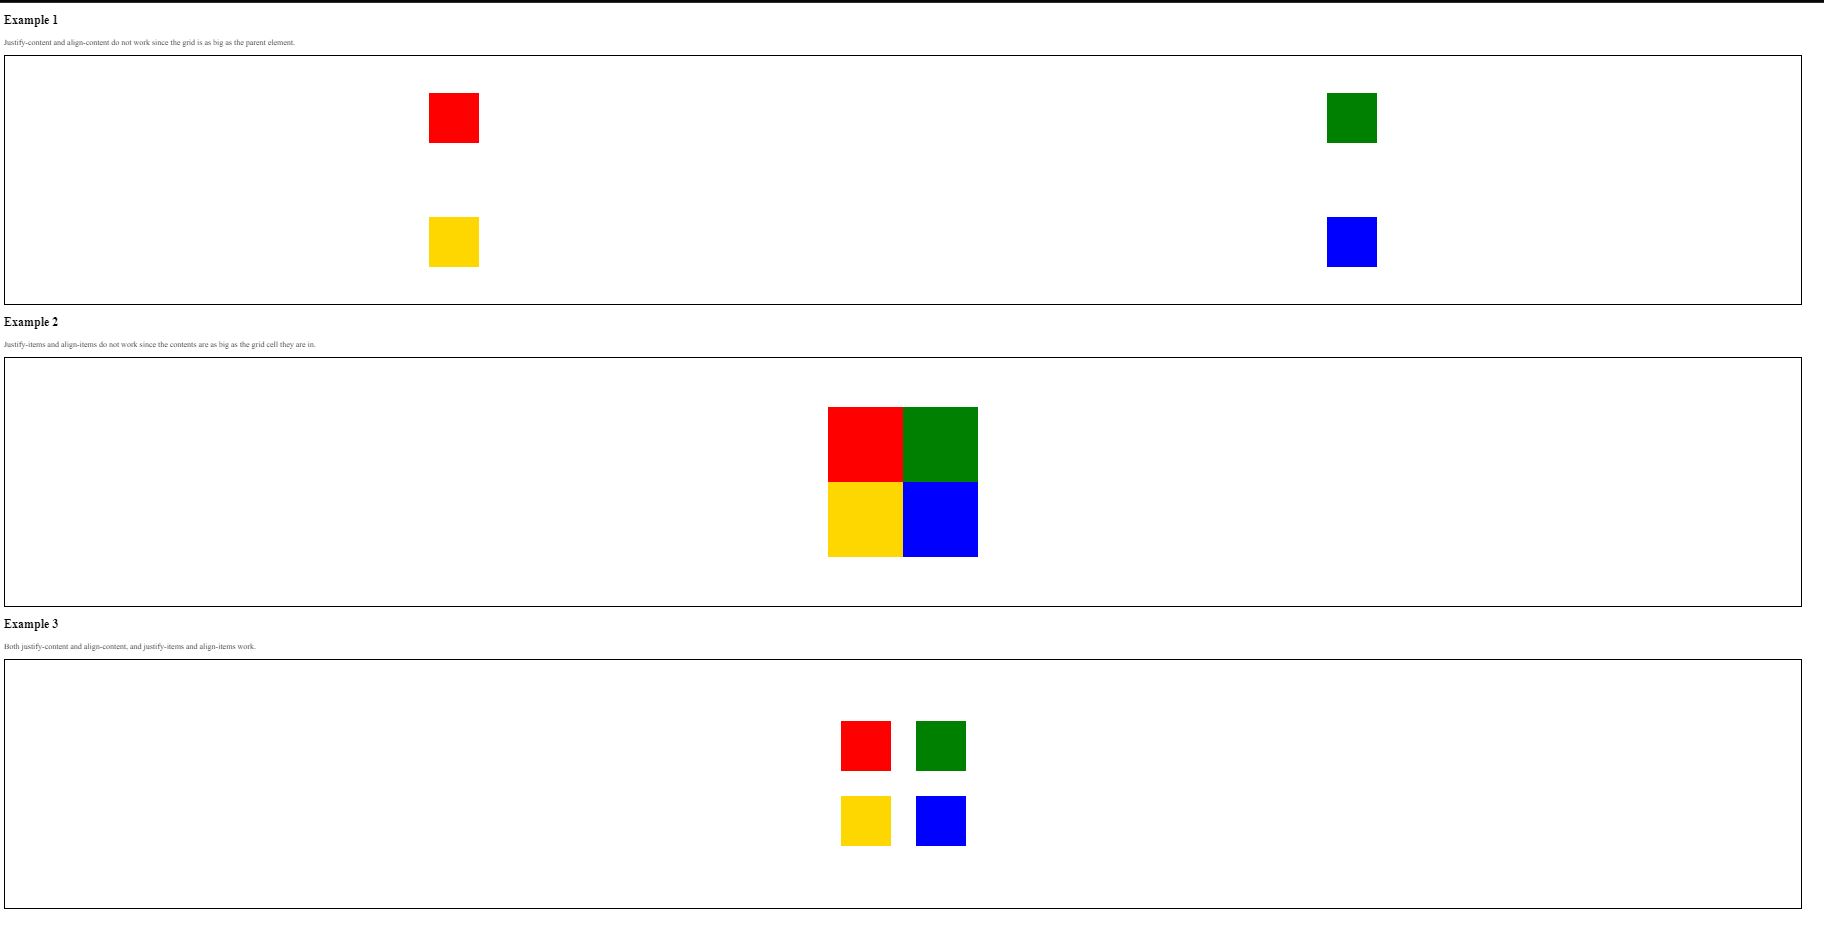 Example 1
Justify-content and align-content do not work since the grid is as big as the parent element.
Example 2
Justify-items and align-items do not work since the contents are as big as the grid cell they are in.
Example 3
Both justify-content and align-content, and justify-items and align-items work.